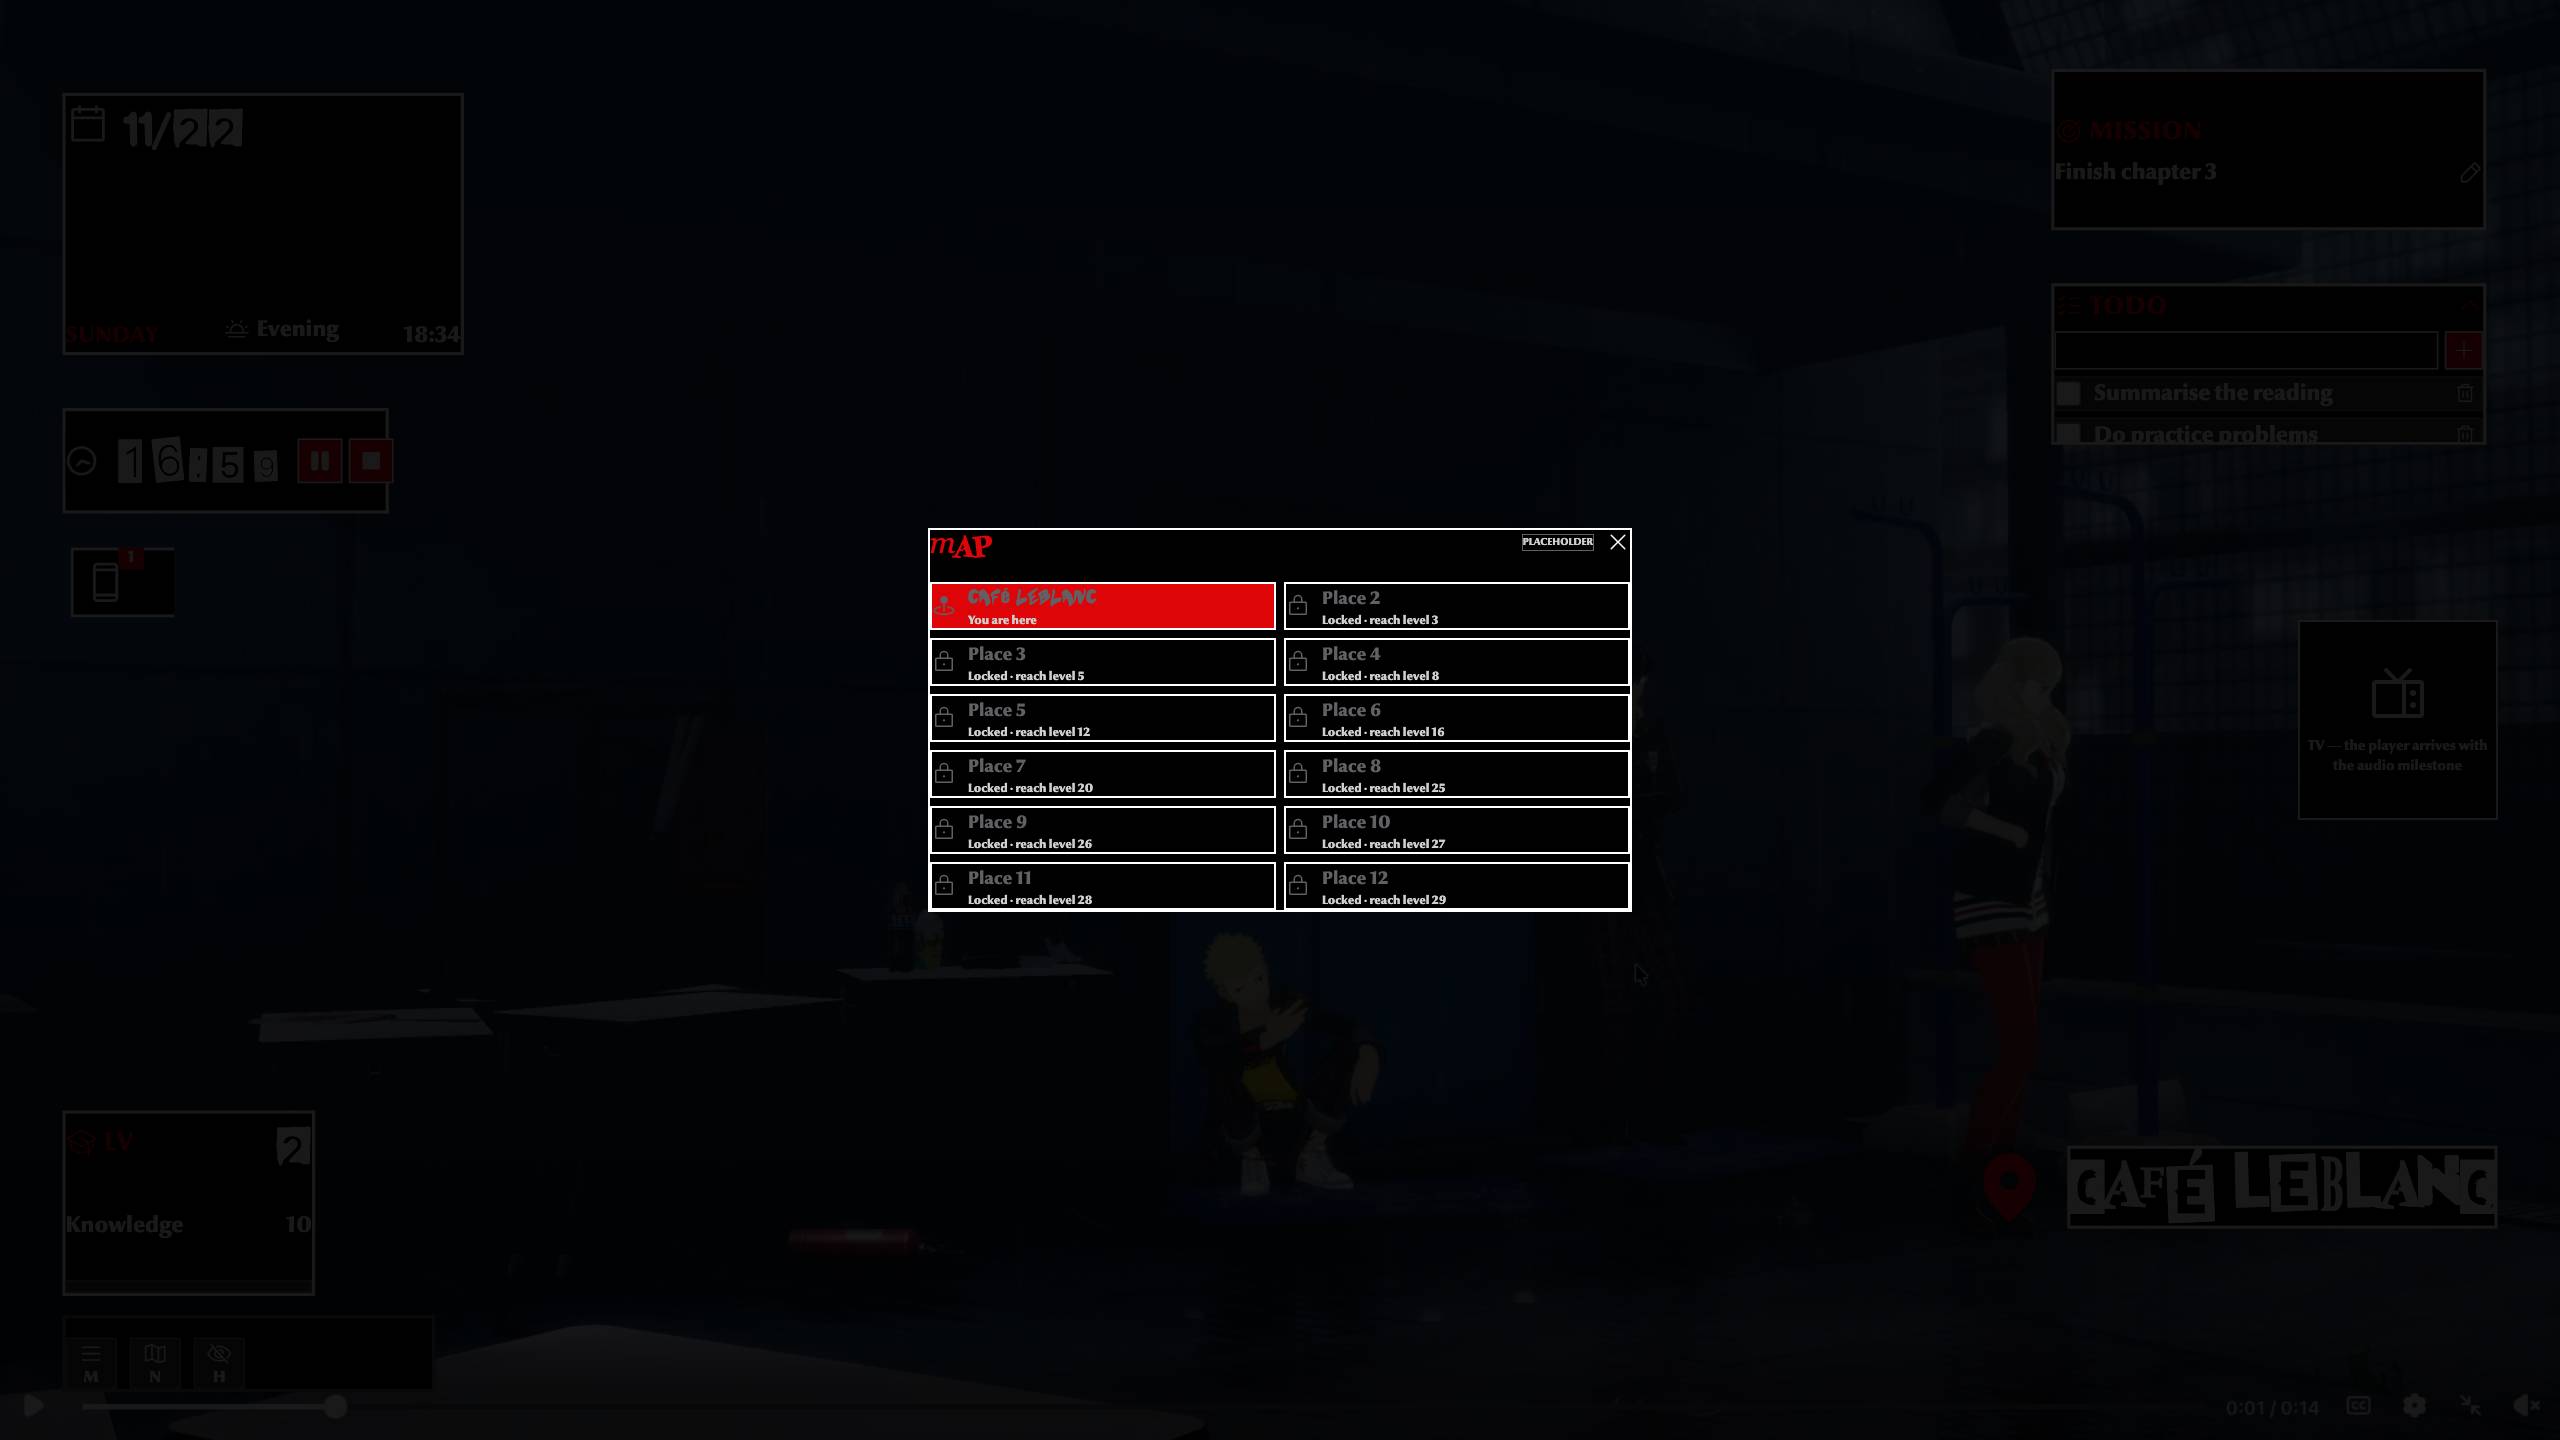 11/22
SUNDAY
Evening
18:34
16:59
1
MISSION
Finish chapter 3
TODO
Summarise the reading
Do practice problems
mAP
PLACEHOLDER
CAFé LEBLANC
You are here
Place 2
Locked · reach level 3
Place 3
Locked · reach level 5
Place 4
Locked · reach level 8
Place 5
Locked · reach level 12
Place 6
Locked · reach level 16
Place 7
Locked · reach level 20
Place 8
Locked · reach level 25
Place 9
Locked · reach level 26
Place 10
Locked · reach level 27
Place 11
Locked · reach level 28
Place 12
Locked · reach level 29
TV — the player arrives with
the audio milestone
LV
2
Knowledge
10
CAFÉ LEBLANC
M
N
H
0:01 / 0:14
CC